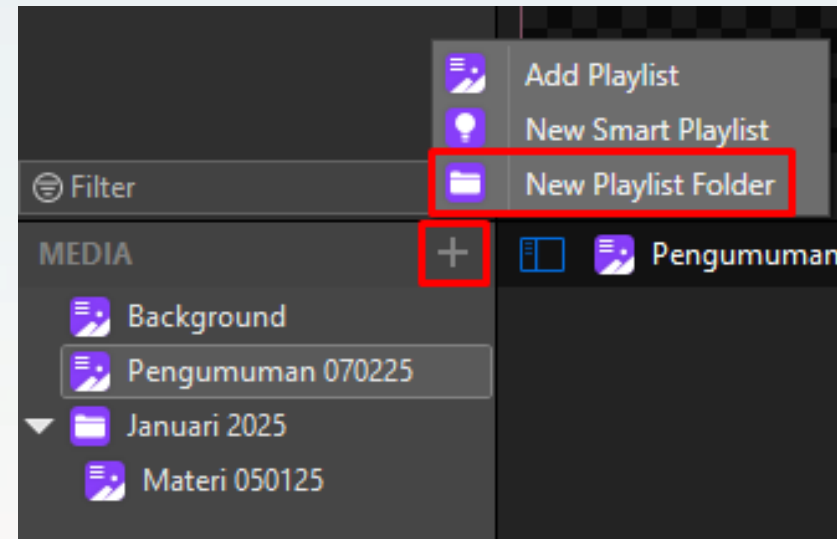 Add Playlist
New Smart Playlist
New Playlist Folder
Filter
MEDIA
Pengumuman
Background
Pengumuman 070225
Januari 2025
Materi 050125